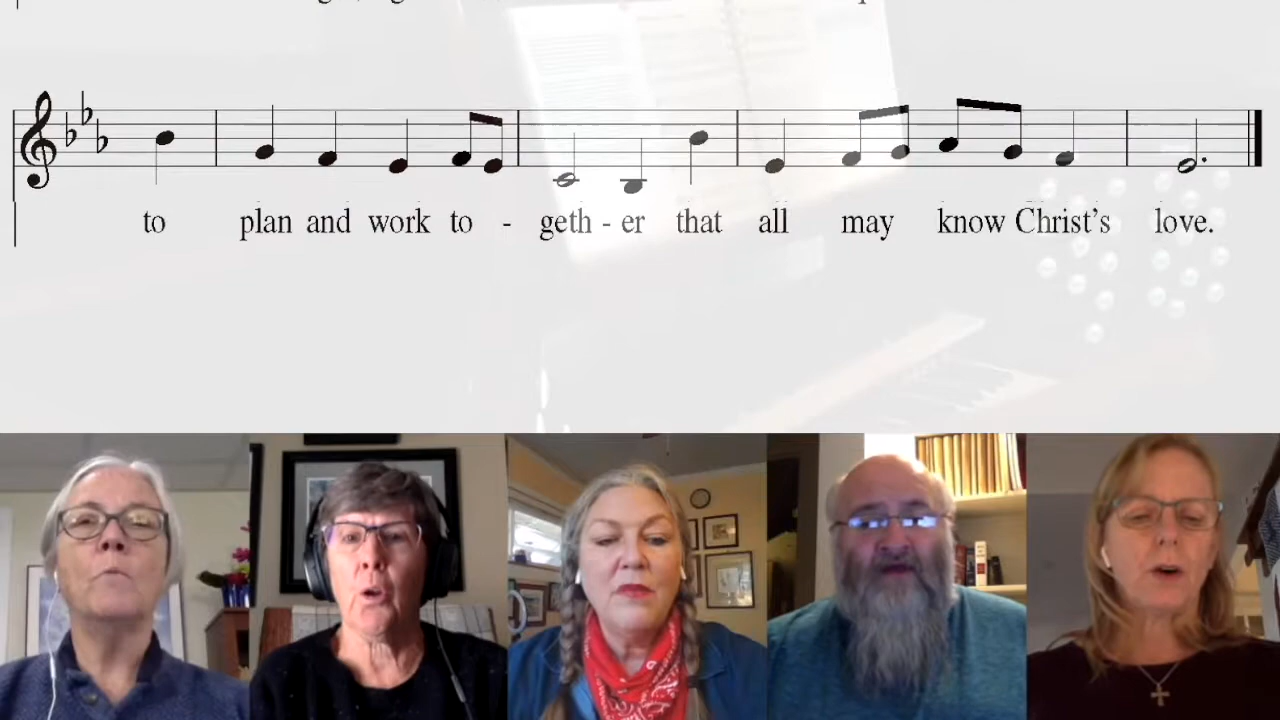 to plan and work to - geth - er that all may know Christ's love.